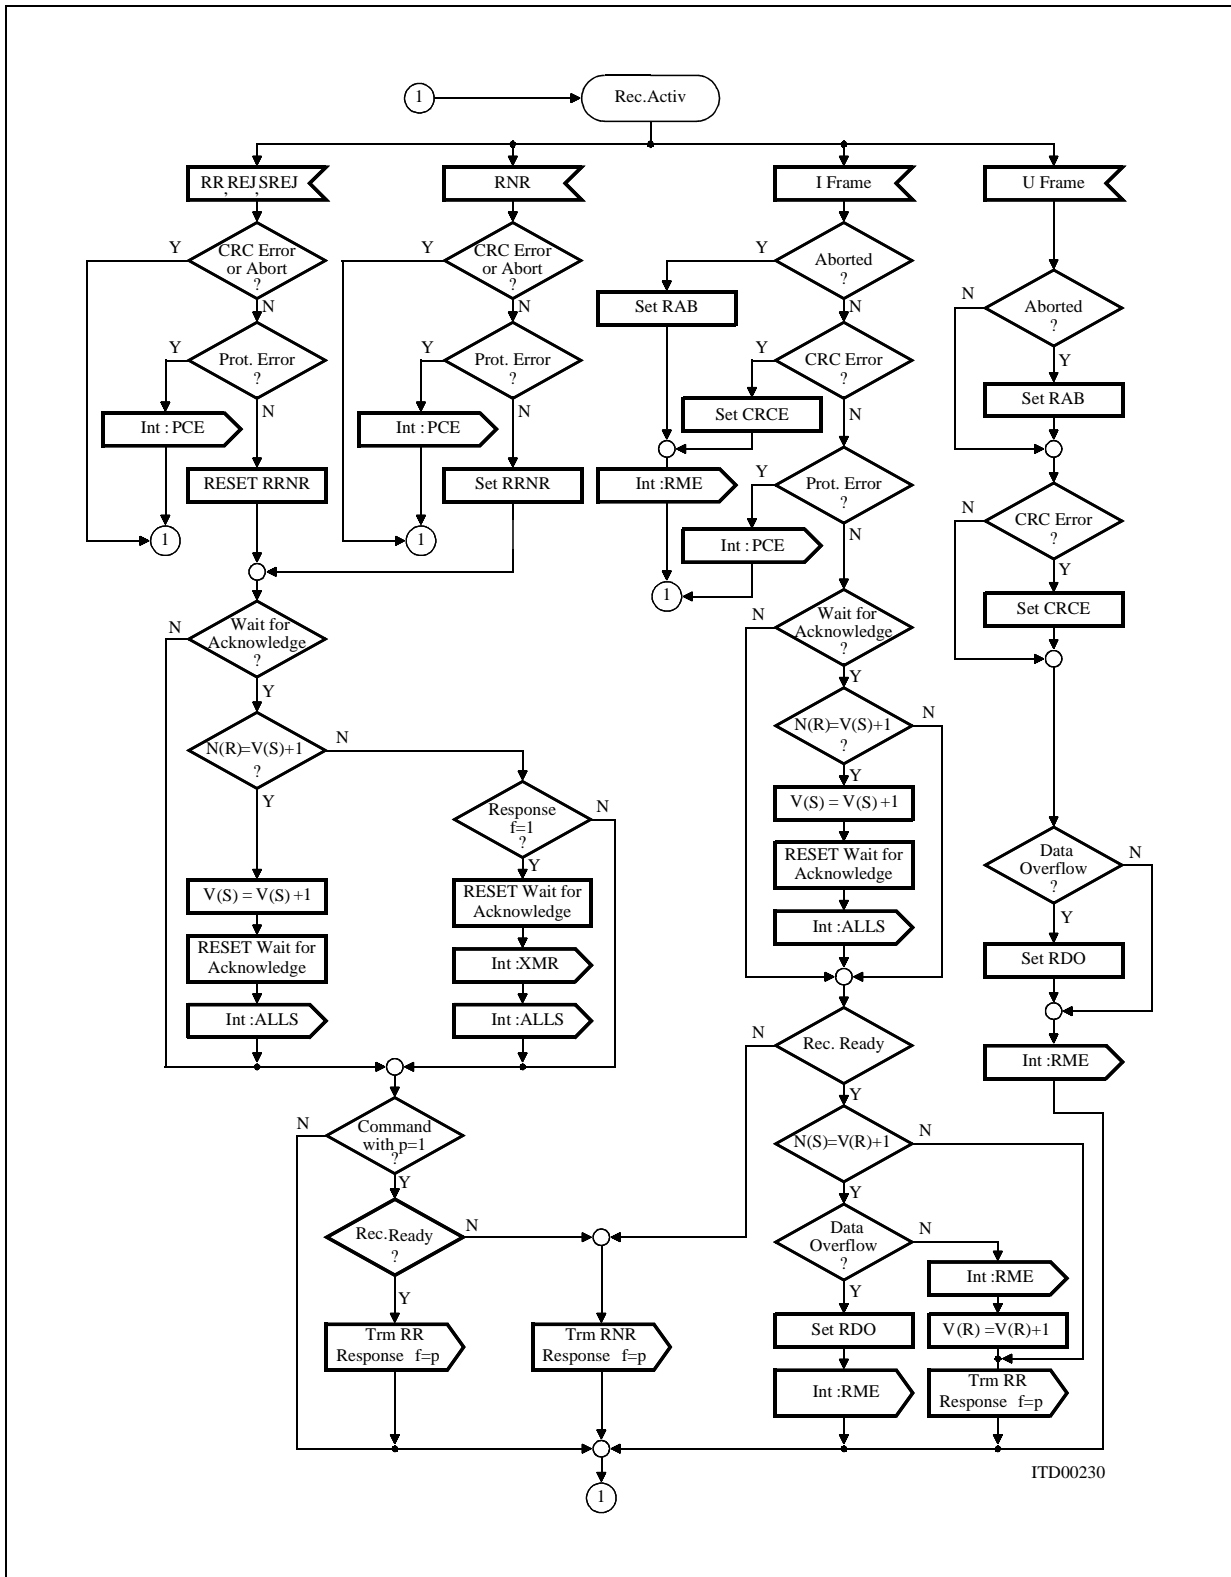 1
Rec.Activ
RR,REJ,SREJ
RNR
I Frame
U Frame
Y
CRC Error
or Abort
?
N
Y
CRC Error
or Abort
?
N
Y
Aborted
?
N
N
Aborted
?
Y
Set RAB
Set RAB
Y
Prot. Error
?
N
Y
Prot. Error
?
N
Y
CRC Error
?
N
Set CRCE
Int : PCE
Int : PCE
RESET RRNR
Set RRNR
Int :RME
Y
Prot. Error
?
N
N
CRC Error
?
Y
Int : PCE
1
1
1
Set CRCE
N
Wait for
Acknowledge
?
Y
N
Wait for
Acknowledge
?
Y
N(R)=V(S)+1
?
N
Y
N(R)=V(S)+1
?
N
Y
Response
f=1
?
N
Y
V(S) = V(S) +1
RESET Wait for
Acknowledge
Int :ALLS
Data
Overflow
?
N
Y
Set RDO
Int :RME
V(S) = V(S) +1
RESET Wait for
Acknowledge
Int :ALLS
RESET Wait for
Acknowledge
Int :XMR
Int :ALLS
N
Rec. Ready
Y
N
Command
with p=1
?
Y
N(S)=V(R)+1
N
Y
Rec.Ready
?
N
Y
Data
Overflow
?
N
Y
Int :RME
V(R) =V(R)+1
Trm RR
Response f=p
Trm RNR
Response f=p
Set RDO
Int :RME
Trm RR
Response f=p
ITD00230
1